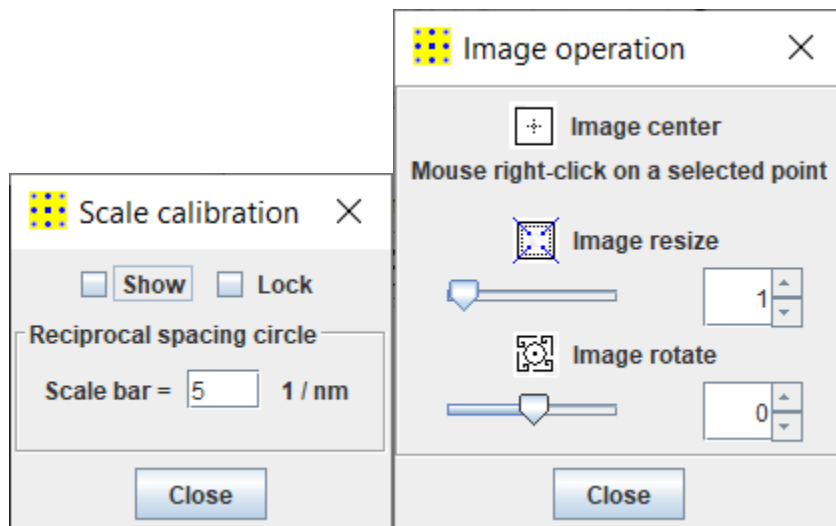 Scale calibration
Show Lock
Reciprocal spacing circle
Scale bar = 5 1 / nm
Close
Image operation
Image center
Mouse right-click on a selected point
Image resize
1
Image rotate
0
Close